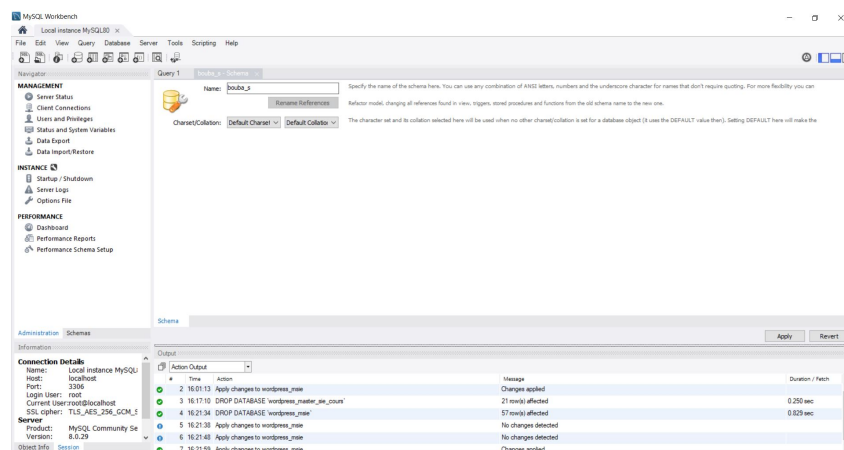 MySQL Workbench
Local instance MySQL80
File Edit View Query Database Server Tools Scripting Help
Navigator
MANAGEMENT
Server Status
Client Connections
Users and Privileges
Status and System Variables
Data Export
Data Import/Restore
INSTANCE
Startup / Shutdown
Server Logs
Options File
PERFORMANCE
Dashboard
Performance Reports
Performance Schema Setup
Administration Schemas
Information
Connection Details
Name: Local instance MySQL
Host: localhost
Port: 3306
Login User: root
Current User: root@localhost
SSL cipher: TLS_AES_256_GCM_S
Server
Product: MySQL Community Se
Version: 8.0.29
Object Info Session
Query 1 bouba_s - Schema
Name: bouba_s
Specify the name of the schema here. You can use any combination of ANSI letters, numbers and the underscore character for names that don't require quoting. For more flexibility you can
Rename References
Refactor model, changing all references found in view, triggers, stored procedures and functions from the old schema name to the new one.
Charset/Collation: Default Charset Default Collatio
The character set and its collation selected here will be used when no other charset/collation is set for a database object (it uses the DEFAULT value then). Setting DEFAULT here will make the
Schema
Apply Revert
Output
Action Output
# Time Action Message Duration / Fetch
2 16:01:13 Apply changes to wordpress_msie Changes applied
3 16:17:10 DROP DATABASE `wordpress_master_sie_cours` 21 row(s) affected 0.250 sec
4 16:21:34 DROP DATABASE `wordpress_msie` 57 row(s) affected 0.829 sec
5 16:21:38 Apply changes to wordpress_msie No changes detected
6 16:21:48 Apply changes to wordpress_msie No changes detected
7 16:21:59 Apply changes to wordpress_msie Changes applied